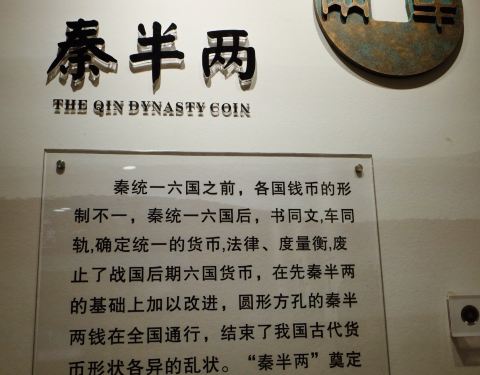 秦半两
THE QIN DYNASTY COIN
秦统一六国之前，各国钱币的形
制不一，秦统一六国后，书同文,车同
轨,确定统一的货币,法律、度量衡,废
止了战国后期六国货币，在先秦半两
的基础上加以改进，圆形方孔的秦半
两钱在全国通行，结束了我国古代货
币形状各异的乱状。“秦半两”奠定